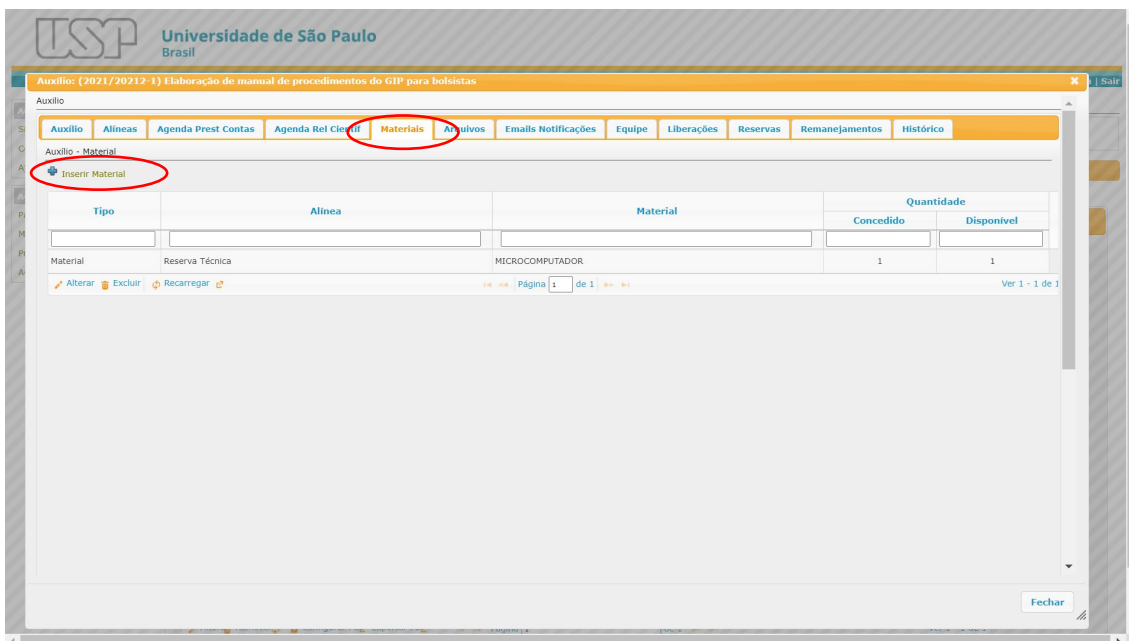 USP Universidade de São Paulo
Brasil
Auxílio: (2021/20212-1) Elaboração de manual de procedimentos do GIP para bolsistas
| Sair
Auxílio
Auxílio Alíneas Agenda Prest Contas Agenda Rel Cientif Materiais Arquivos Emails Notificações Equipe Liberações Reservas Remanejamentos Histórico
Auxílio - Material
Inserir Material
Tipo Alínea Material Quantidade
Concedido Disponível
Material Reserva Técnica MICROCOMPUTADOR 1 1
Alterar Excluir Recarregar Página 1 de 1 Ver 1 - 1 de 1
Fechar